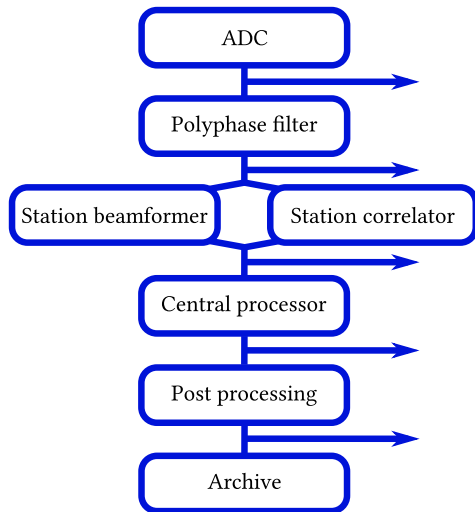 ADC
Polyphase filter
Station beamformer
Station correlator
Central processor
Post processing
Archive